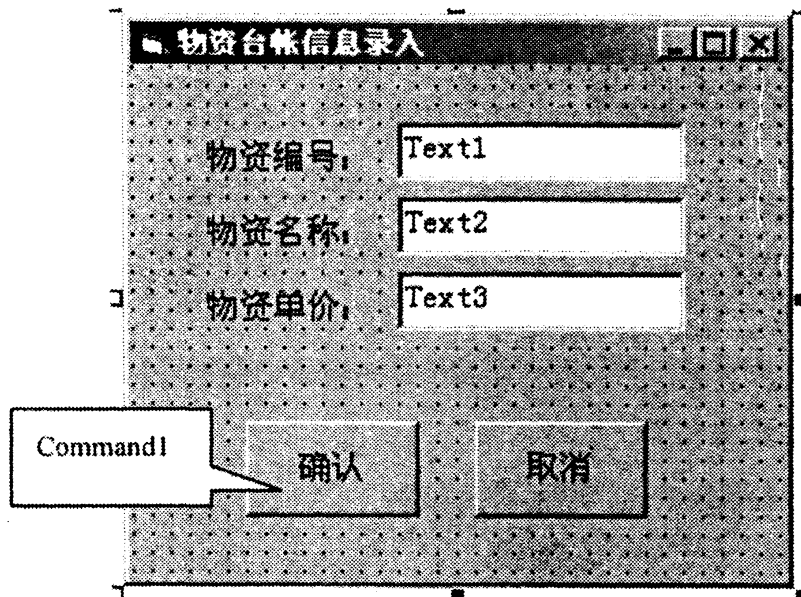 物资台帐信息录入
物资编号： Text1
物资名称： Text2
物资单价： Text3
Command1
确认 取消